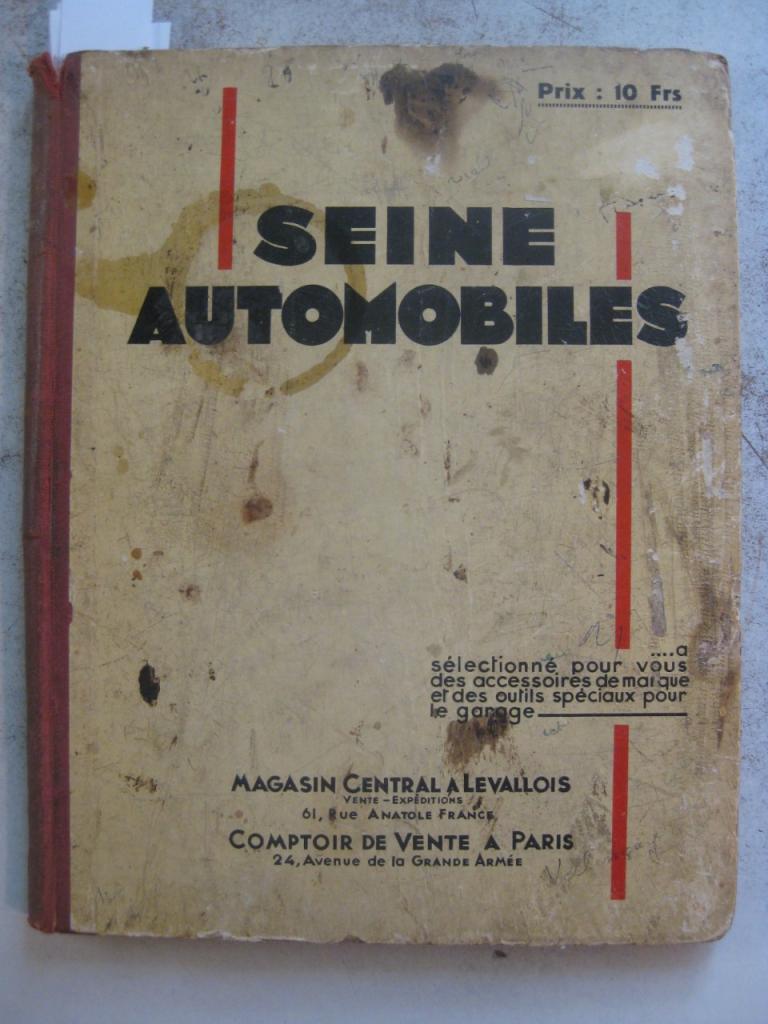 Prix : 10 Frs
SEINE
AUTOMOBILES
....a
sélectionné pour vous
des accessoires de marque
et des outils spéciaux pour
le garage
MAGASIN CENTRAL A LEVALLOIS
VENTE - EXPÉDITIONS
61, Rue ANATOLE FRANCE
COMPTOIR DE VENTE A PARIS
24, Avenue de la GRANDE ARMÉE